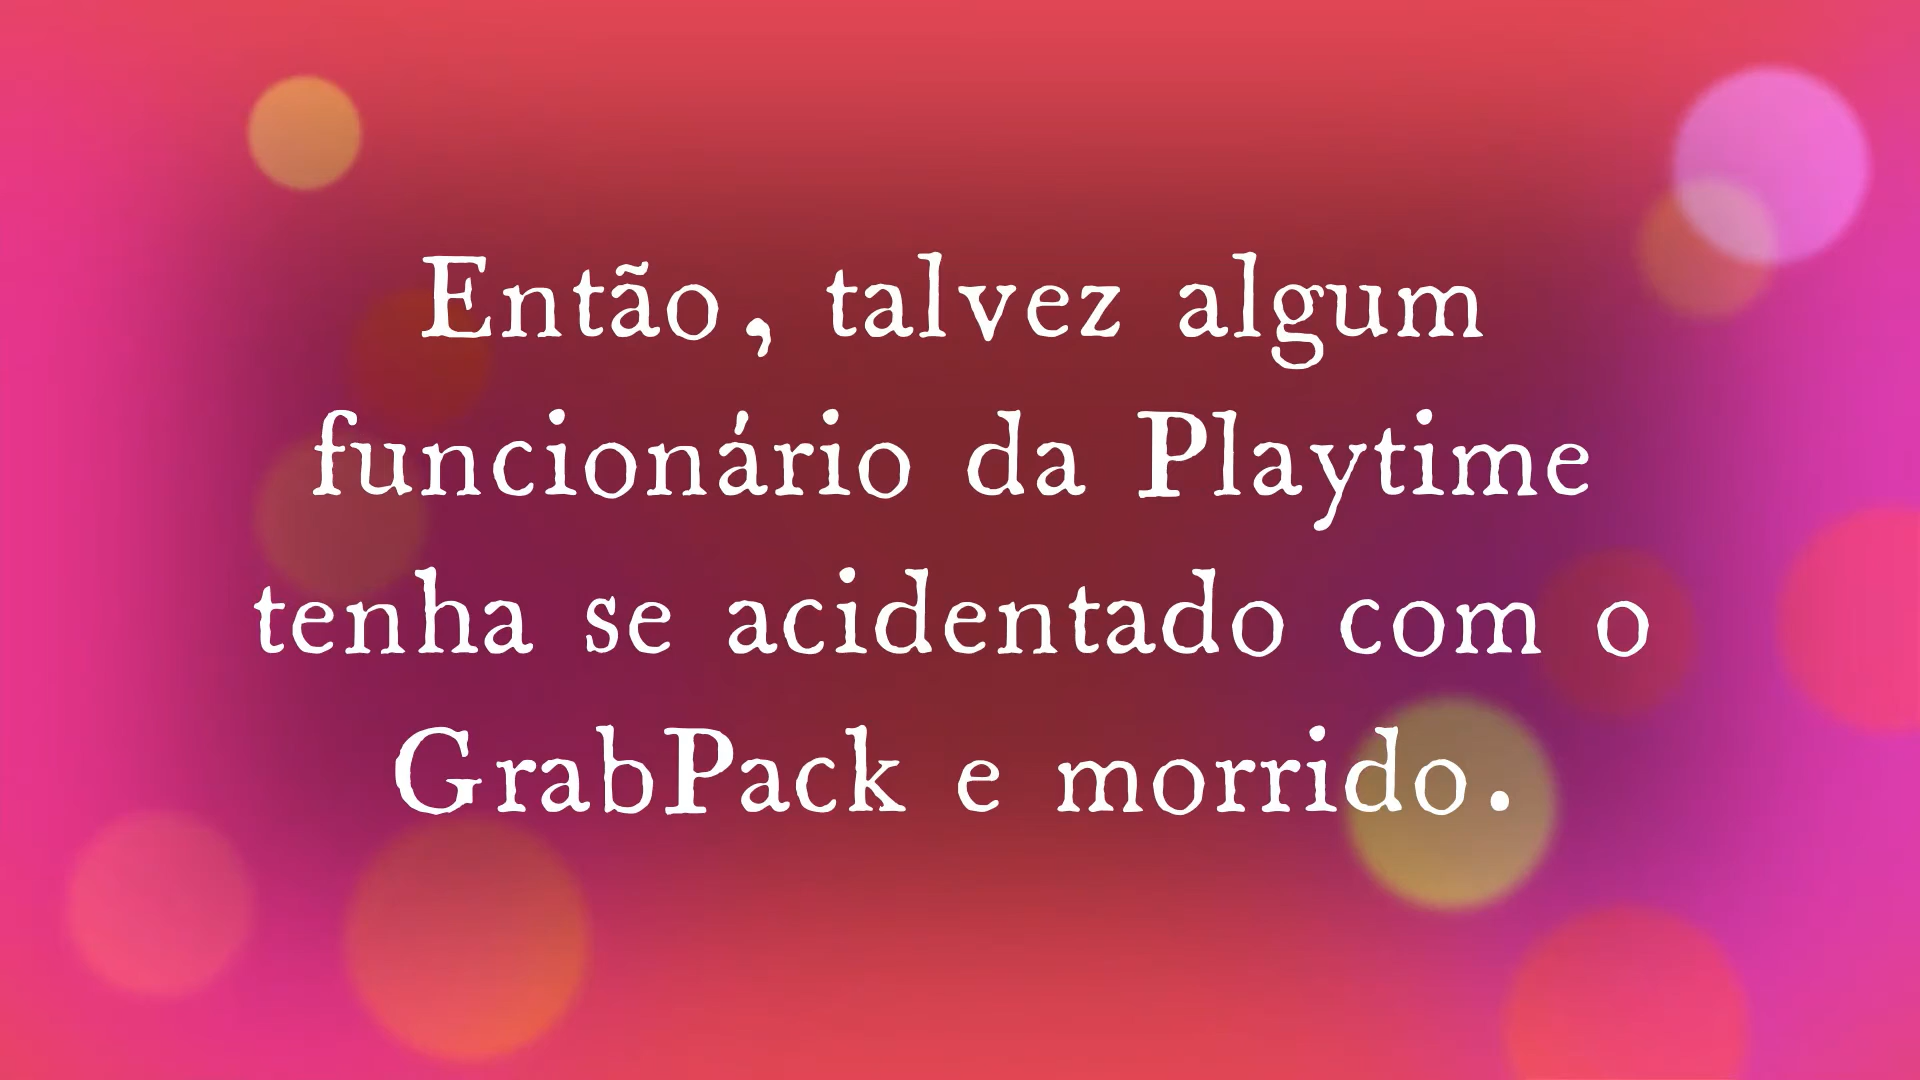 Então, talvez algum
funcionário da Playtime
tenha se acidentado com o
GrabPack e morrido.